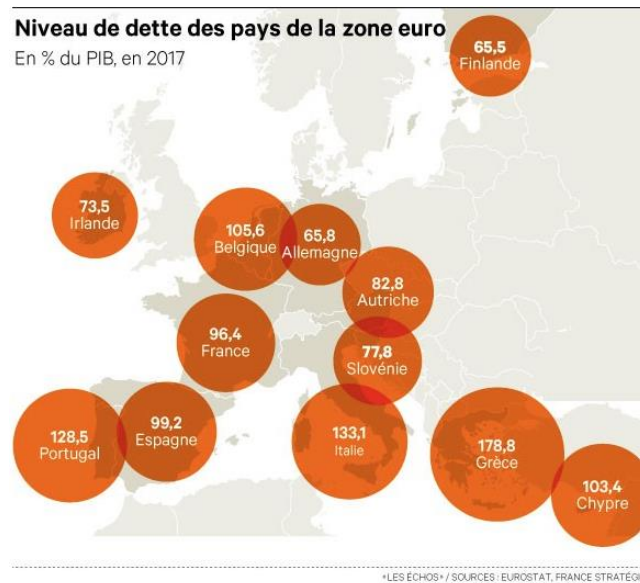 Niveau de dette des pays de la zone euro
En % du PIB, en 2017
65,5
Finlande
73,5
Irlande
105,6
Belgique
65,8
Allemagne
82,8
Autriche
96,4
France
77,8
Slovénie
128,5
Portugal
99,2
Espagne
133,1
Italie
178,8
Grèce
103,4
Chypre
«LES ÉCHOS» / SOURCES : EUROSTAT, FRANCE